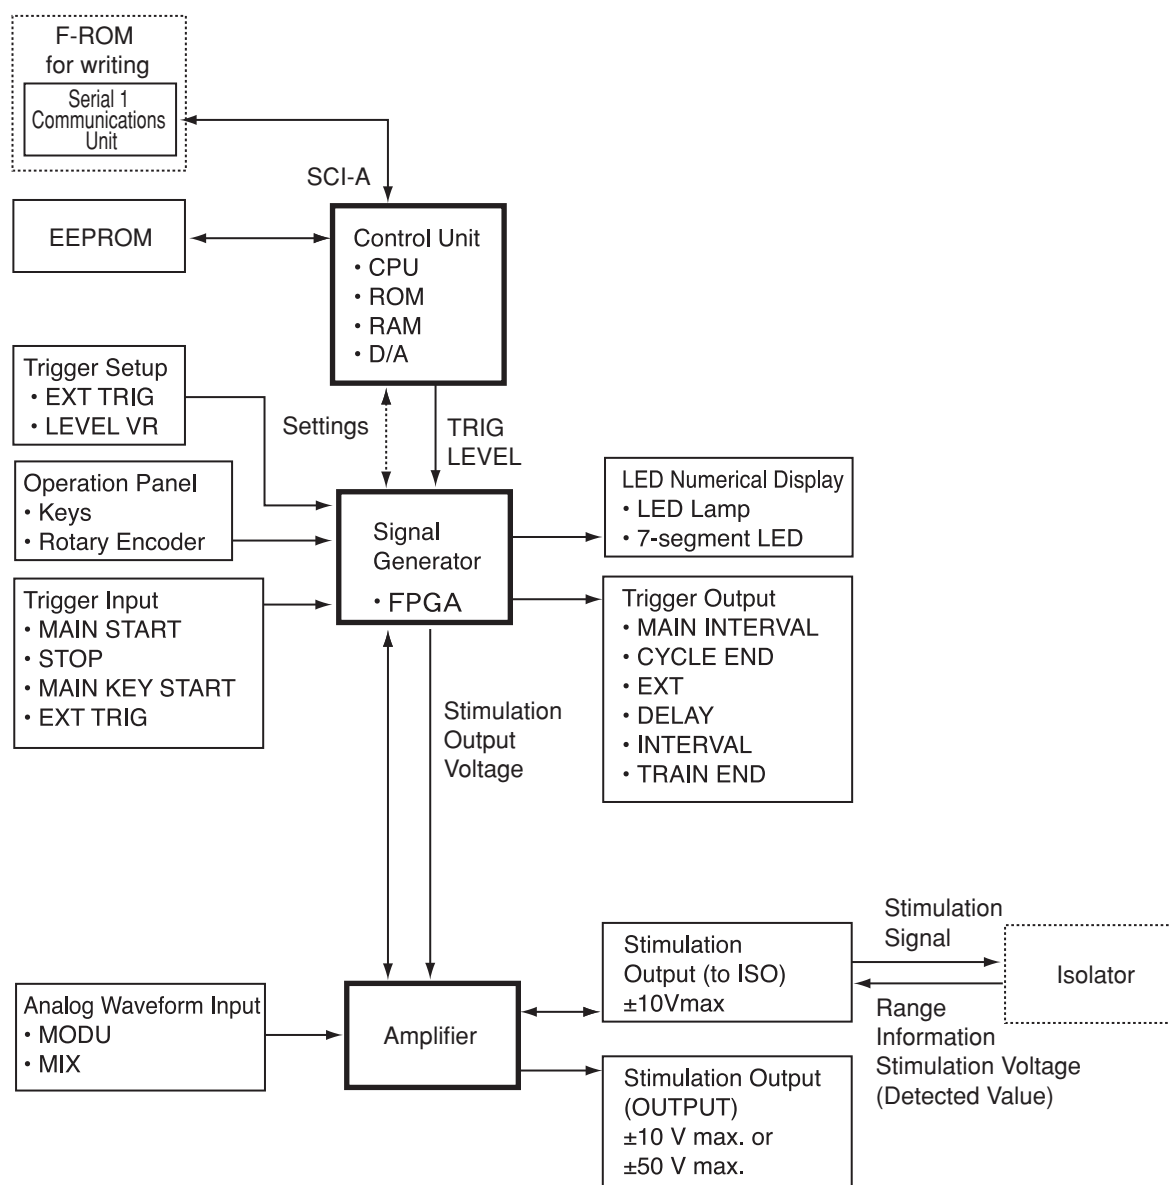 F-ROM
for writing
Serial 1
Communications
Unit
SCI-A
EEPROM
Control Unit
• CPU
• ROM
• RAM
• D/A
Trigger Setup
• EXT TRIG
• LEVEL VR
Settings
TRIG
LEVEL
Operation Panel
• Keys
• Rotary Encoder
Signal
Generator
• FPGA
LED Numerical Display
• LED Lamp
• 7-segment LED
Trigger Input
• MAIN START
• STOP
• MAIN KEY START
• EXT TRIG
Trigger Output
• MAIN INTERVAL
• CYCLE END
• EXT
• DELAY
• INTERVAL
• TRAIN END
Stimulation
Output
Voltage
Analog Waveform Input
• MODU
• MIX
Amplifier
Stimulation
Output (to ISO)
±10Vmax
Stimulation
Signal
Isolator
Range
Information
Stimulation Voltage
(Detected Value)
Stimulation Output
(OUTPUT)
±10 V max. or
±50 V max.